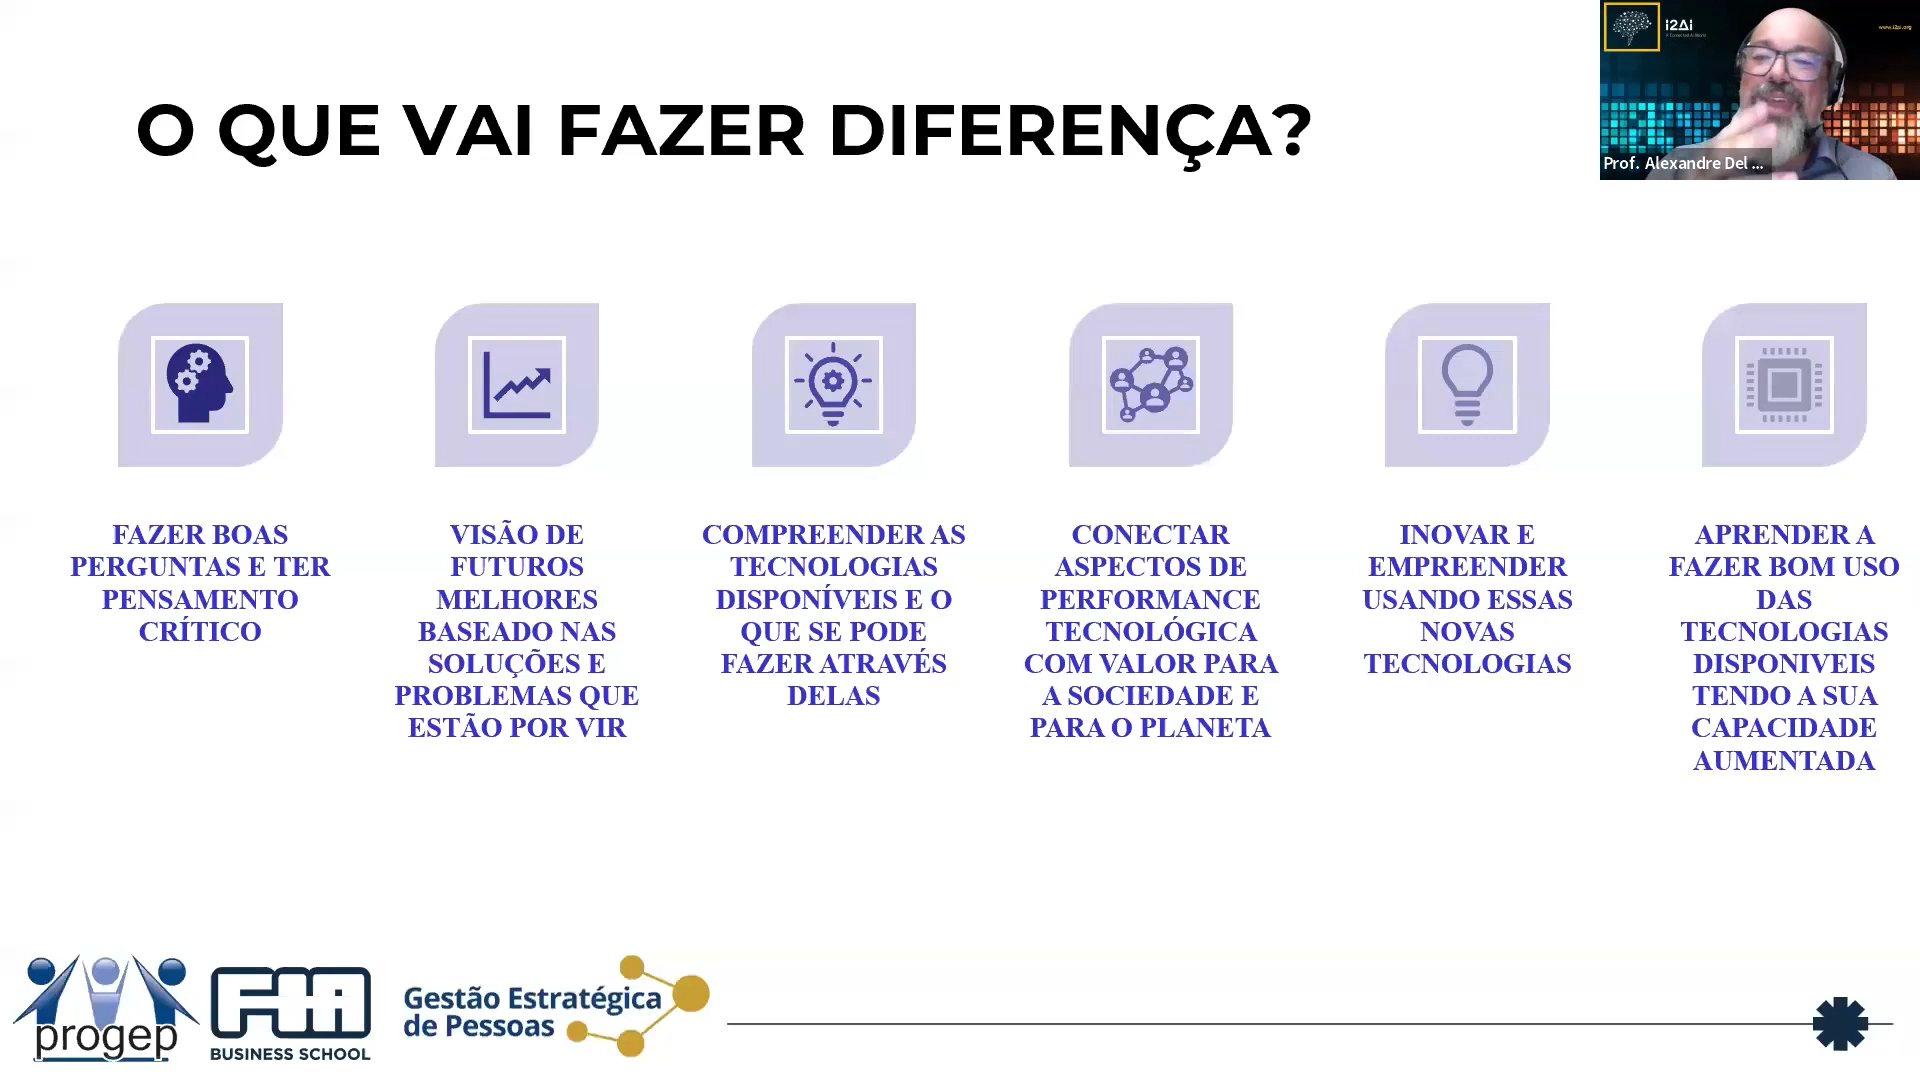 i2Ai
www.i2ai.org
Prof. Alexandre Del ...
O QUE VAI FAZER DIFERENÇA?
FAZER BOAS
PERGUNTAS E TER
PENSAMENTO
CRÍTICO
VISÃO DE
FUTUROS
MELHORES
BASEADO NAS
SOLUÇÕES E
PROBLEMAS QUE
ESTÃO POR VIR
COMPREENDER AS
TECNOLOGIAS
DISPONÍVEIS E O
QUE SE PODE
FAZER ATRAVÉS
DELAS
CONECTAR
ASPECTOS DE
PERFORMANCE
TECNOLÓGICA
COM VALOR PARA
A SOCIEDADE E
PARA O PLANETA
INOVAR E
EMPREENDER
USANDO ESSAS
NOVAS
TECNOLOGIAS
APRENDER A
FAZER BOM USO
DAS
TECNOLOGIAS
DISPONIVEIS
TENDO A SUA
CAPACIDADE
AUMENTADA
progep
FIA
BUSINESS SCHOOL
Gestão Estratégica
de Pessoas